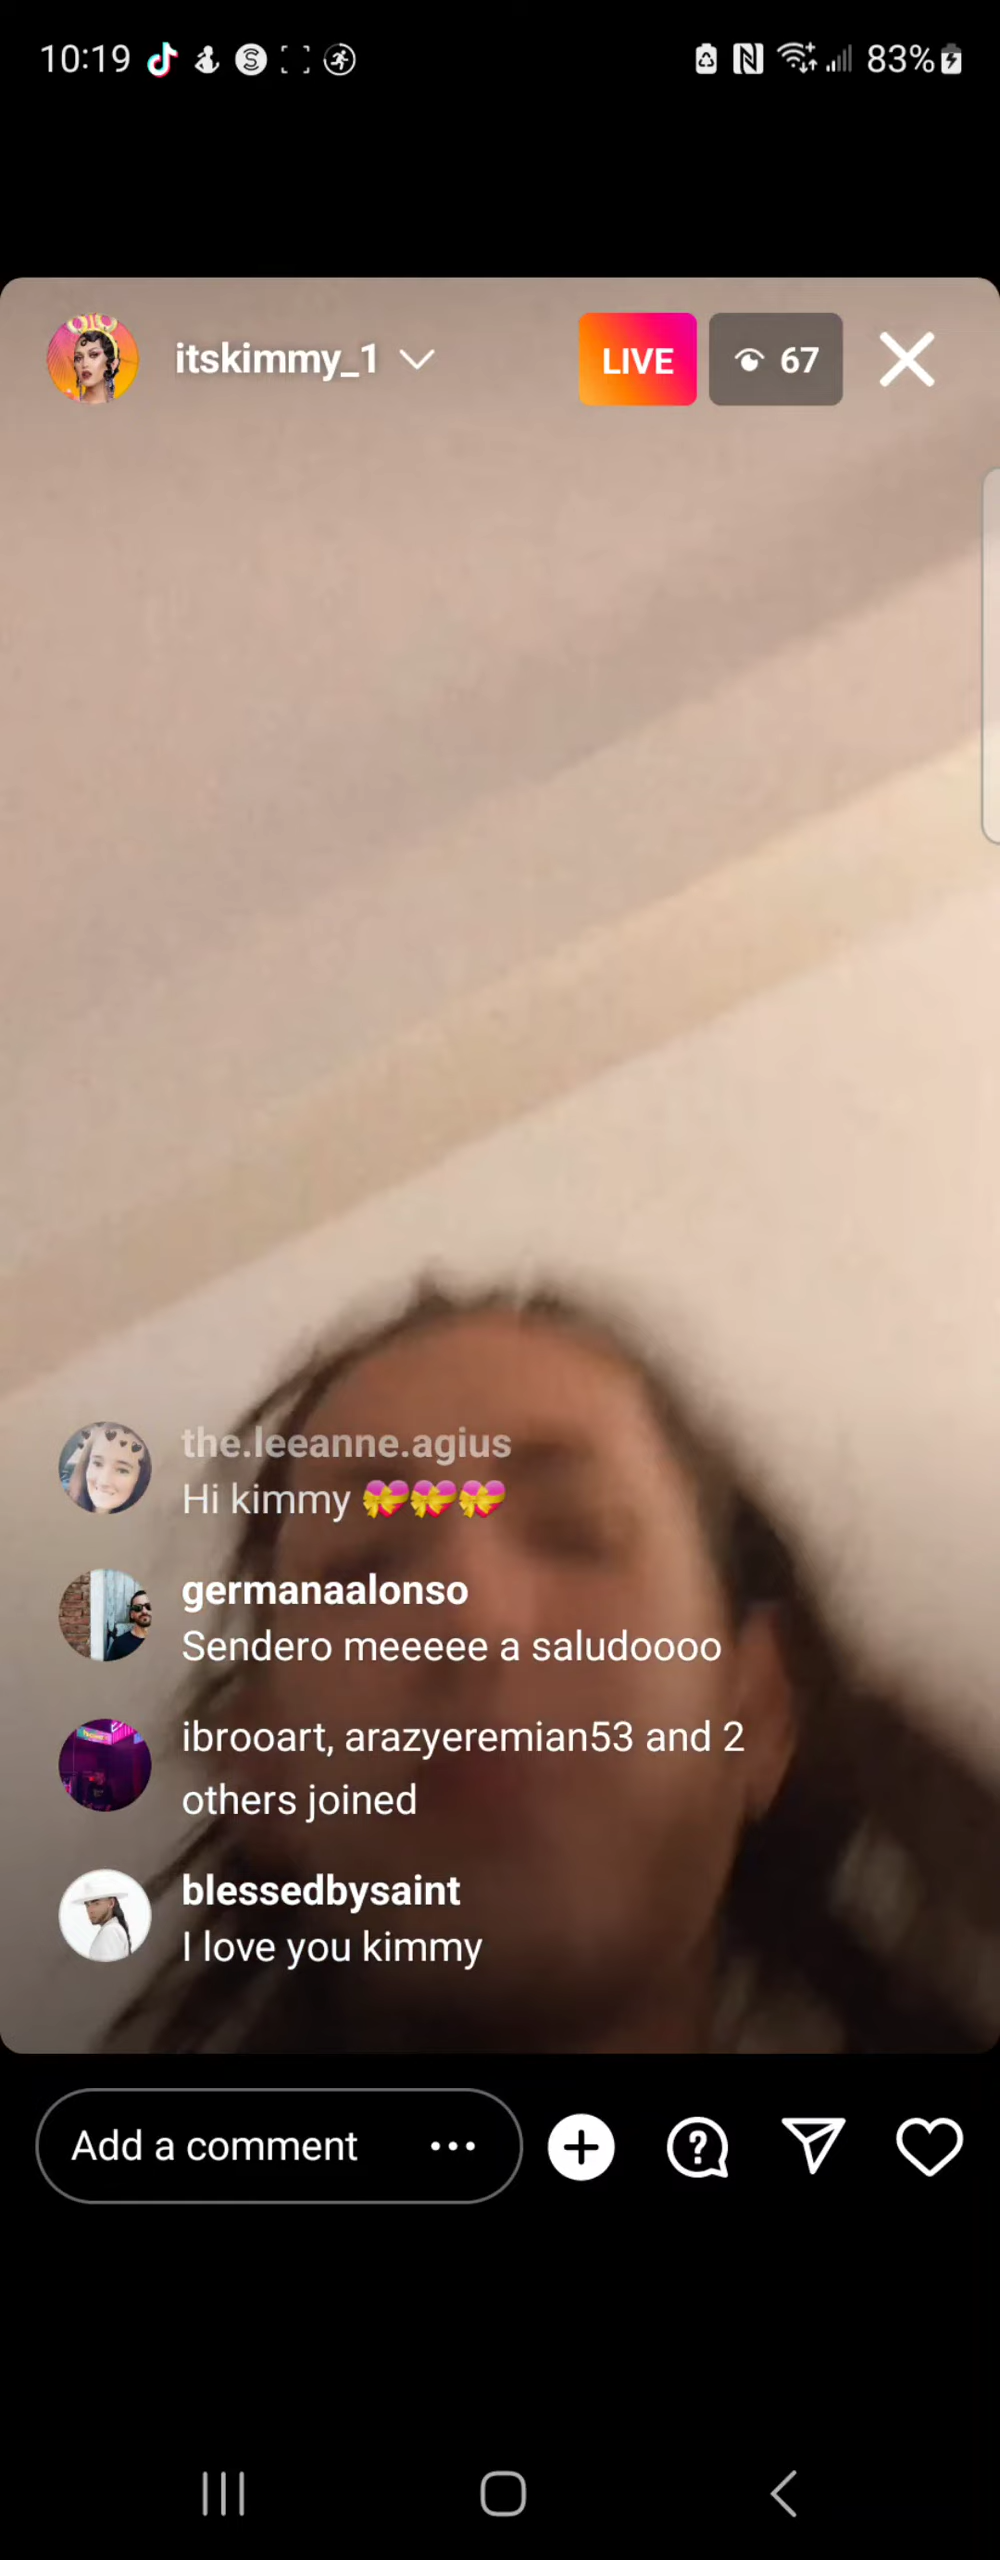 10:19
83%
itskimmy_1
LIVE
67
the.leeanne.agius
Hi kimmy 💝💝💝
germanaalonso
Sendero meeeee a saludoooo
ibrooart, arazyeremian53 and 2
others joined
blessedbysaint
I love you kimmy
Add a comment